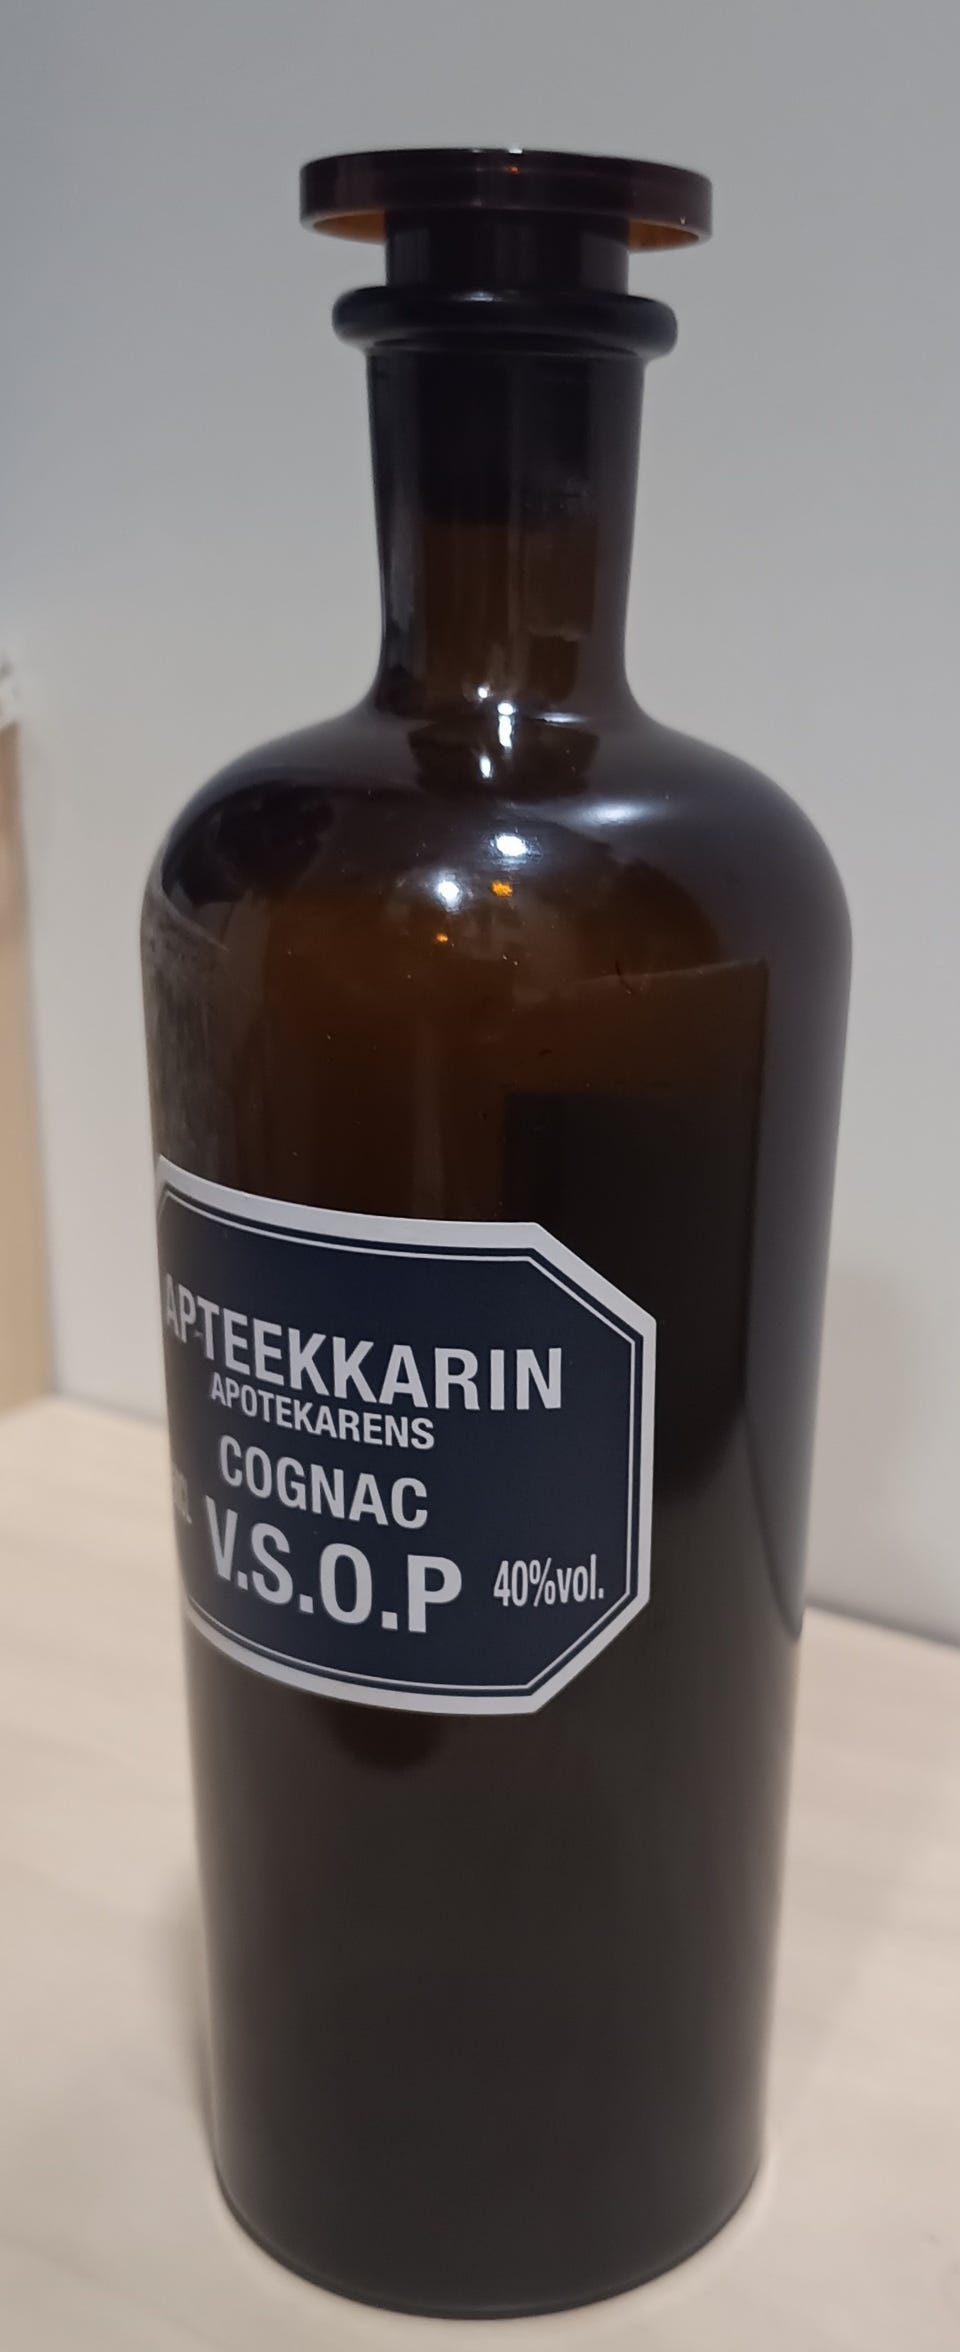 APTEEKKARIN
APOTEKARENS
COGNAC
V.S.O.P 40%vol.